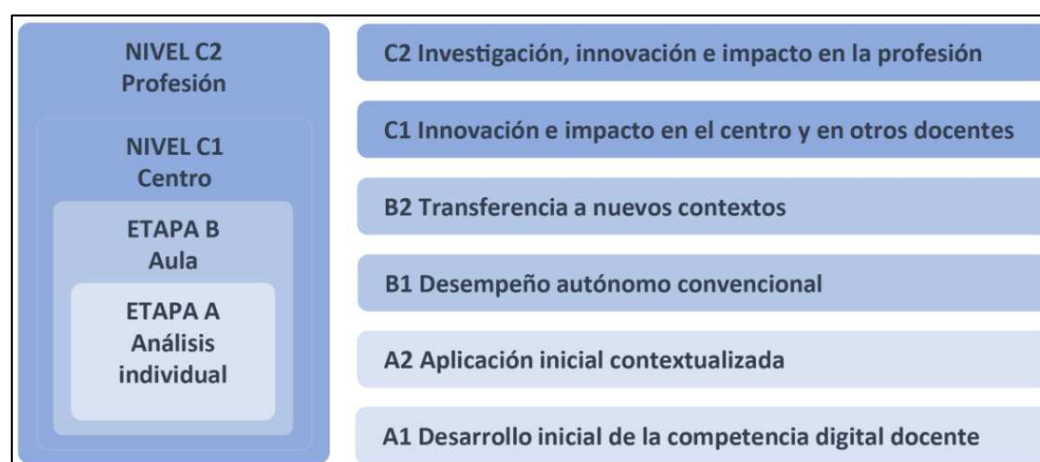 NIVEL C2
Profesión
NIVEL C1
Centro
ETAPA B
Aula
ETAPA A
Análisis
individual
C2 Investigación, innovación e impacto en la profesión
C1 Innovación e impacto en el centro y en otros docentes
B2 Transferencia a nuevos contextos
B1 Desempeño autónomo convencional
A2 Aplicación inicial contextualizada
A1 Desarrollo inicial de la competencia digital docente